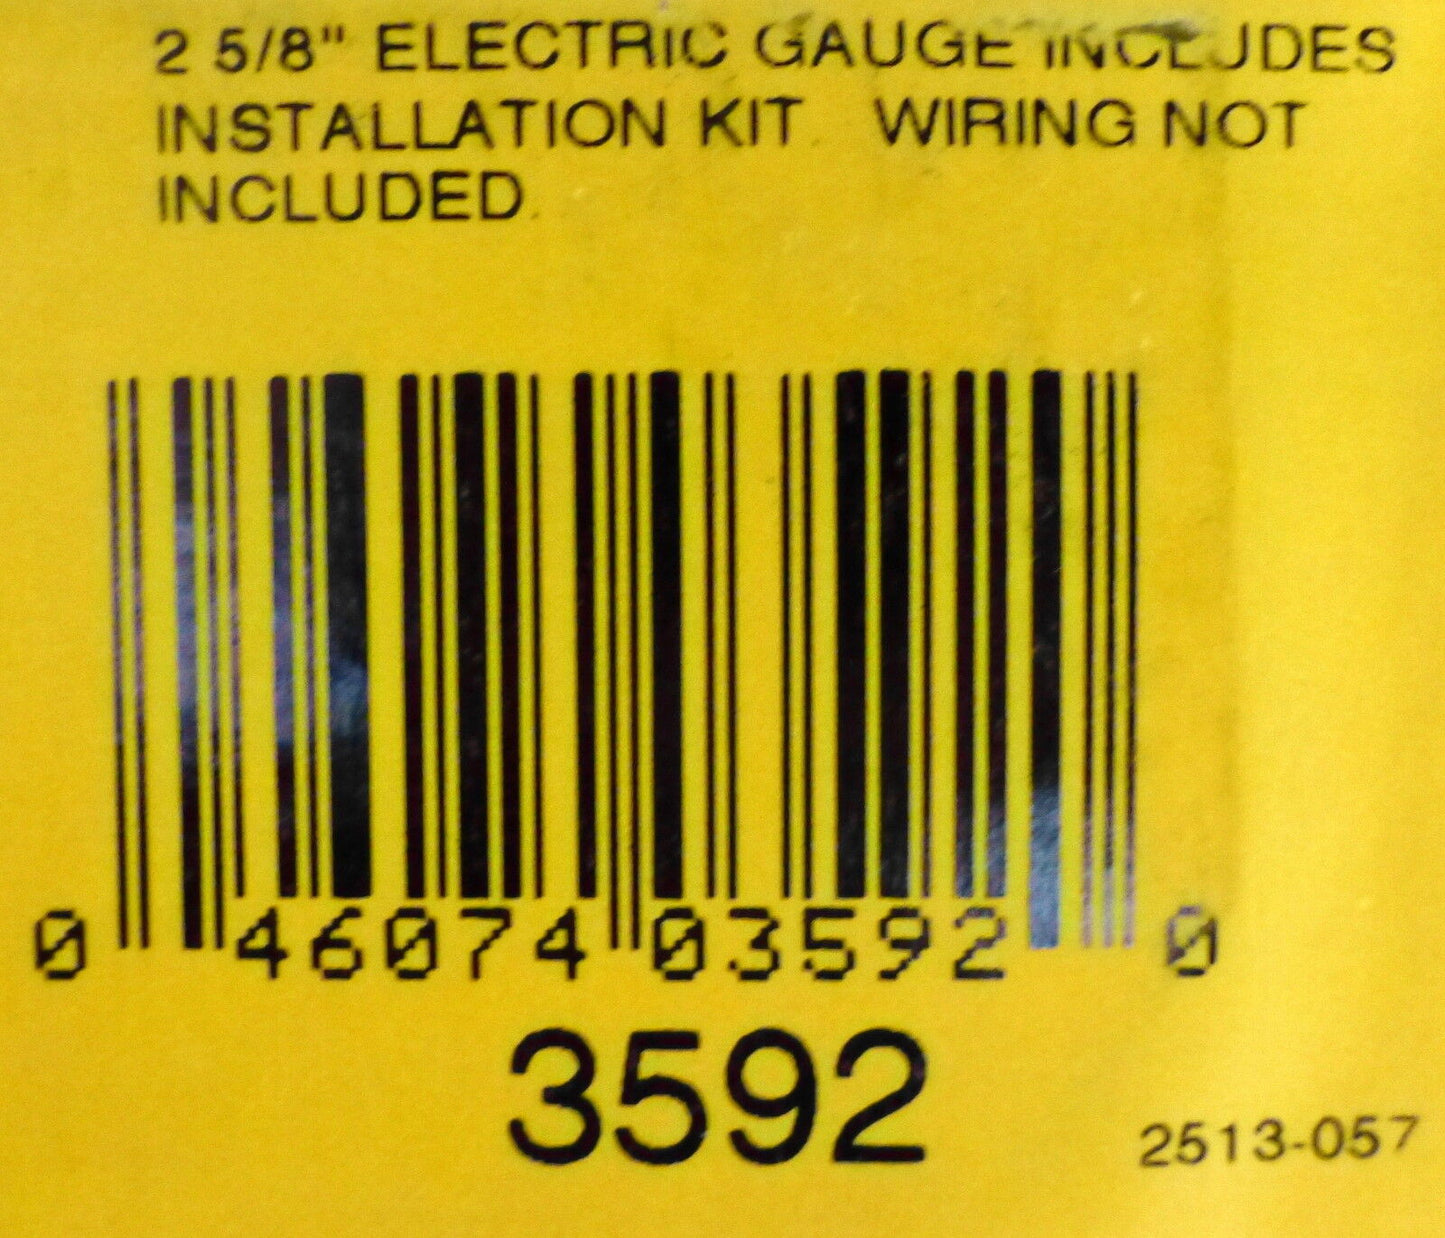 2 5/8" ELECTRIC GAUGE INCLUDES
INSTALLATION KIT. WIRING NOT
INCLUDED.
0 46074 03592 0
3592
2513-057